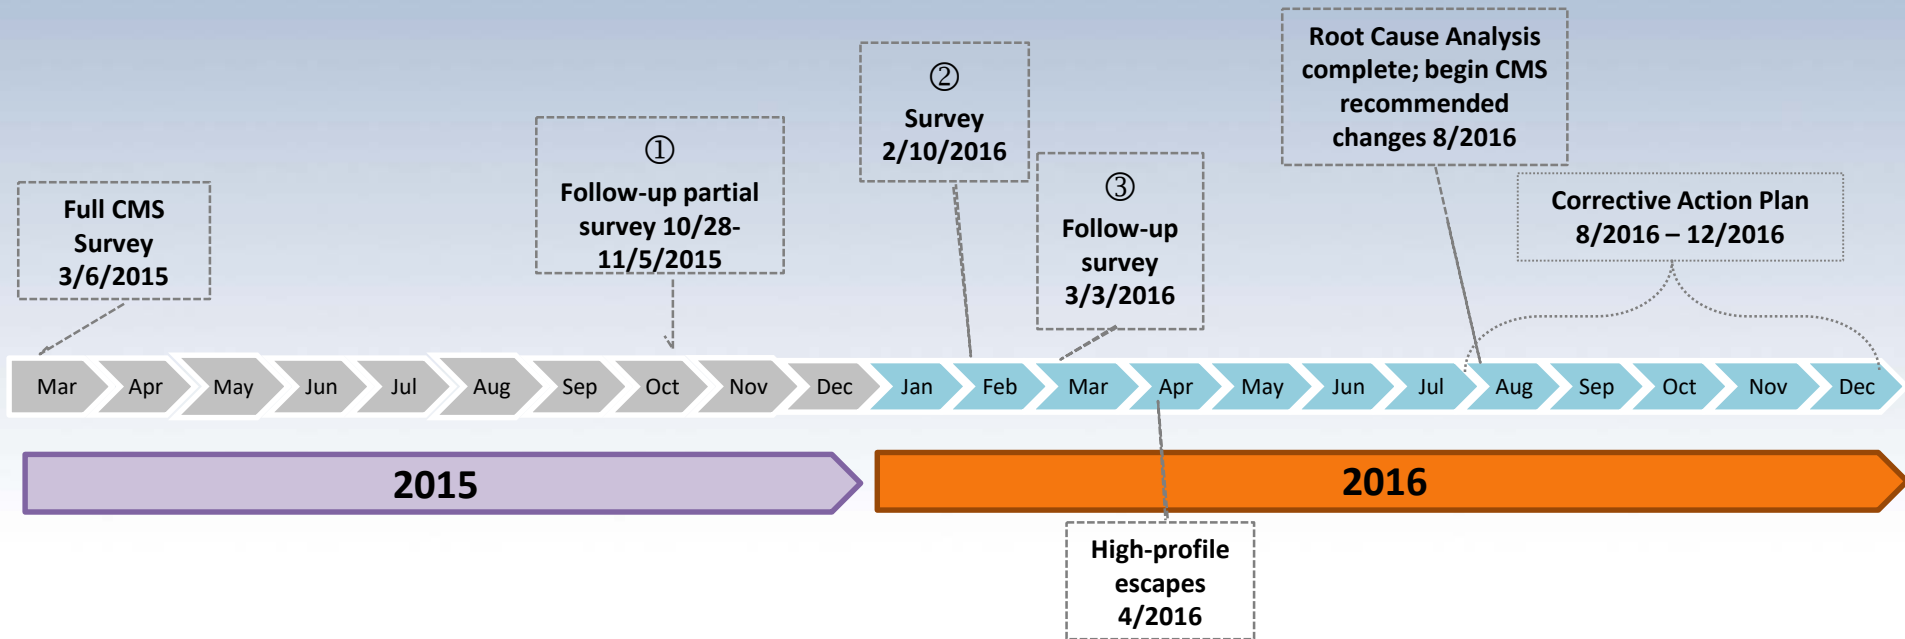 Full CMS
Survey
3/6/2015
①
Follow-up partial
survey 10/28-
11/5/2015
②
Survey
2/10/2016
③
Follow-up
survey
3/3/2016
Root Cause Analysis
complete; begin CMS
recommended
changes 8/2016
Corrective Action Plan
8/2016 – 12/2016
Mar Apr May Jun Jul Aug Sep Oct Nov Dec Jan Feb Mar Apr May Jun Jul Aug Sep Oct Nov Dec
2015 2016
High-profile
escapes
4/2016